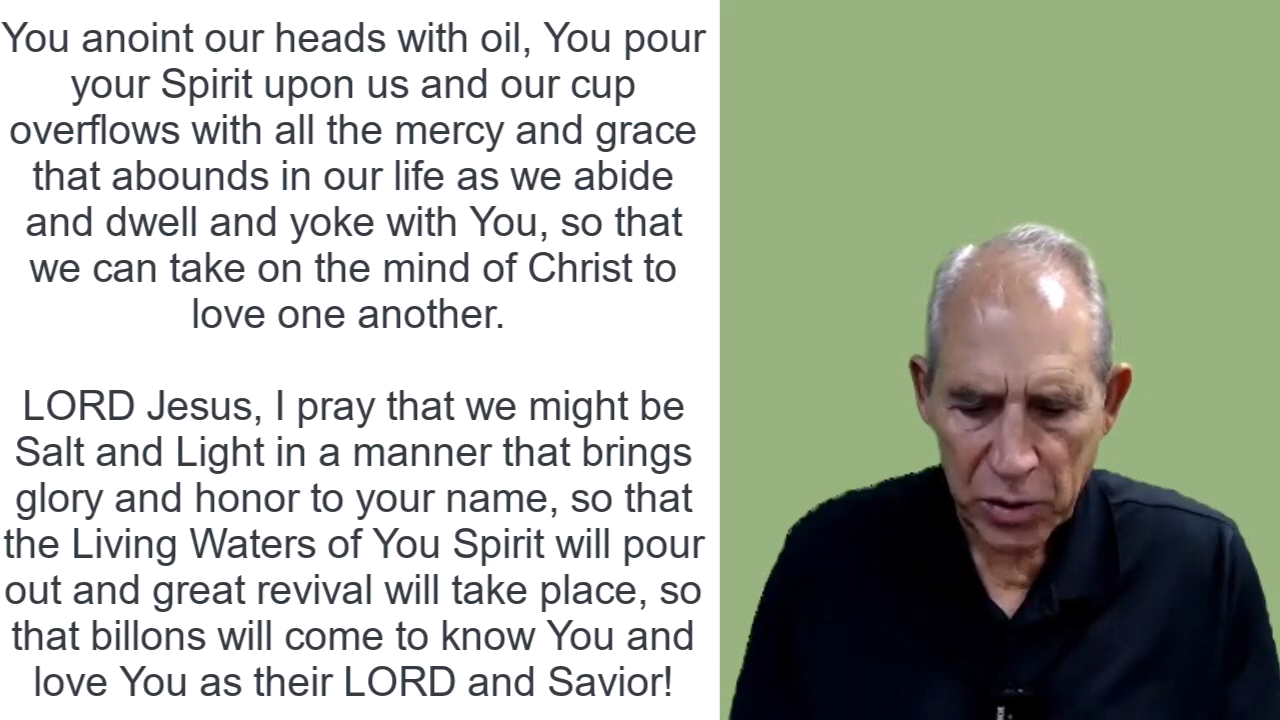 You anoint our heads with oil, You pour
your Spirit upon us and our cup
overflows with all the mercy and grace
that abounds in our life as we abide
and dwell and yoke with You, so that
we can take on the mind of Christ to
love one another.
LORD Jesus, I pray that we might be
Salt and Light in a manner that brings
glory and honor to your name, so that
the Living Waters of You Spirit will pour
out and great revival will take place, so
that billons will come to know You and
love You as their LORD and Savior!